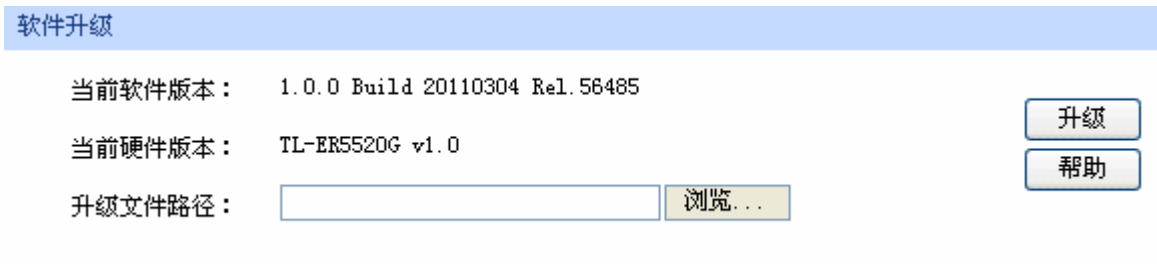 软件升级
当前软件版本： 1.0.0 Build 20110304 Rel.56485
当前硬件版本： TL-ER5520G v1.0
升级
帮助
升级文件路径： 浏览...